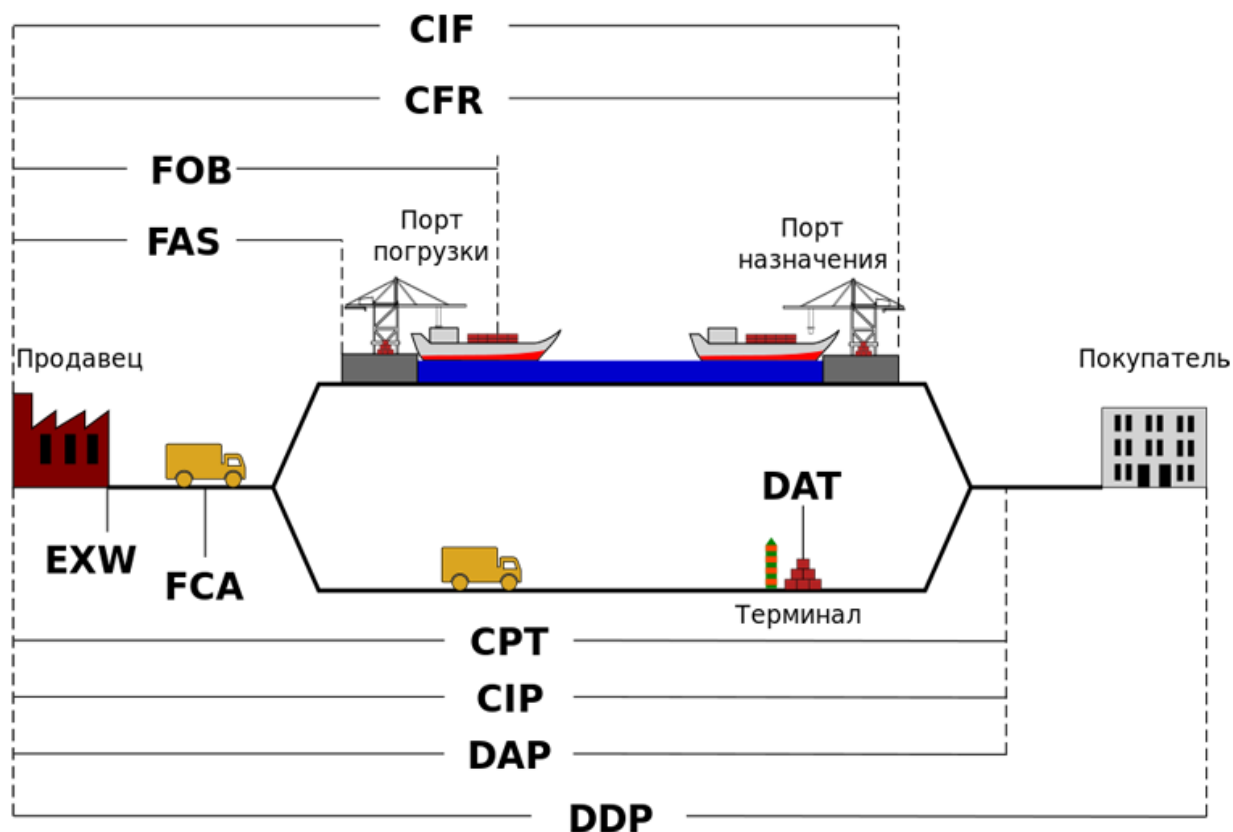 CIF
CFR
FOB
FAS
Порт
погрузки
Порт
назначения
Продавец
Покупатель
DAT
EXW
FCA
Терминал
CPT
CIP
DAP
DDP